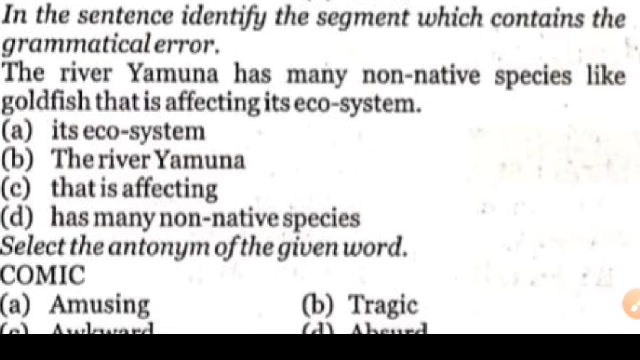 In the sentence identify the segment which contains the
grammatical error.
The river Yamuna has many non-native species like
goldfish that is affecting its eco-system.
(a) its eco-system
(b) The river Yamuna
(c) that is affecting
(d) has many non-native species
Select the antonym of the given word.
COMIC
(a) Amusing (b) Tragic
(c) Awkward (d) Absurd